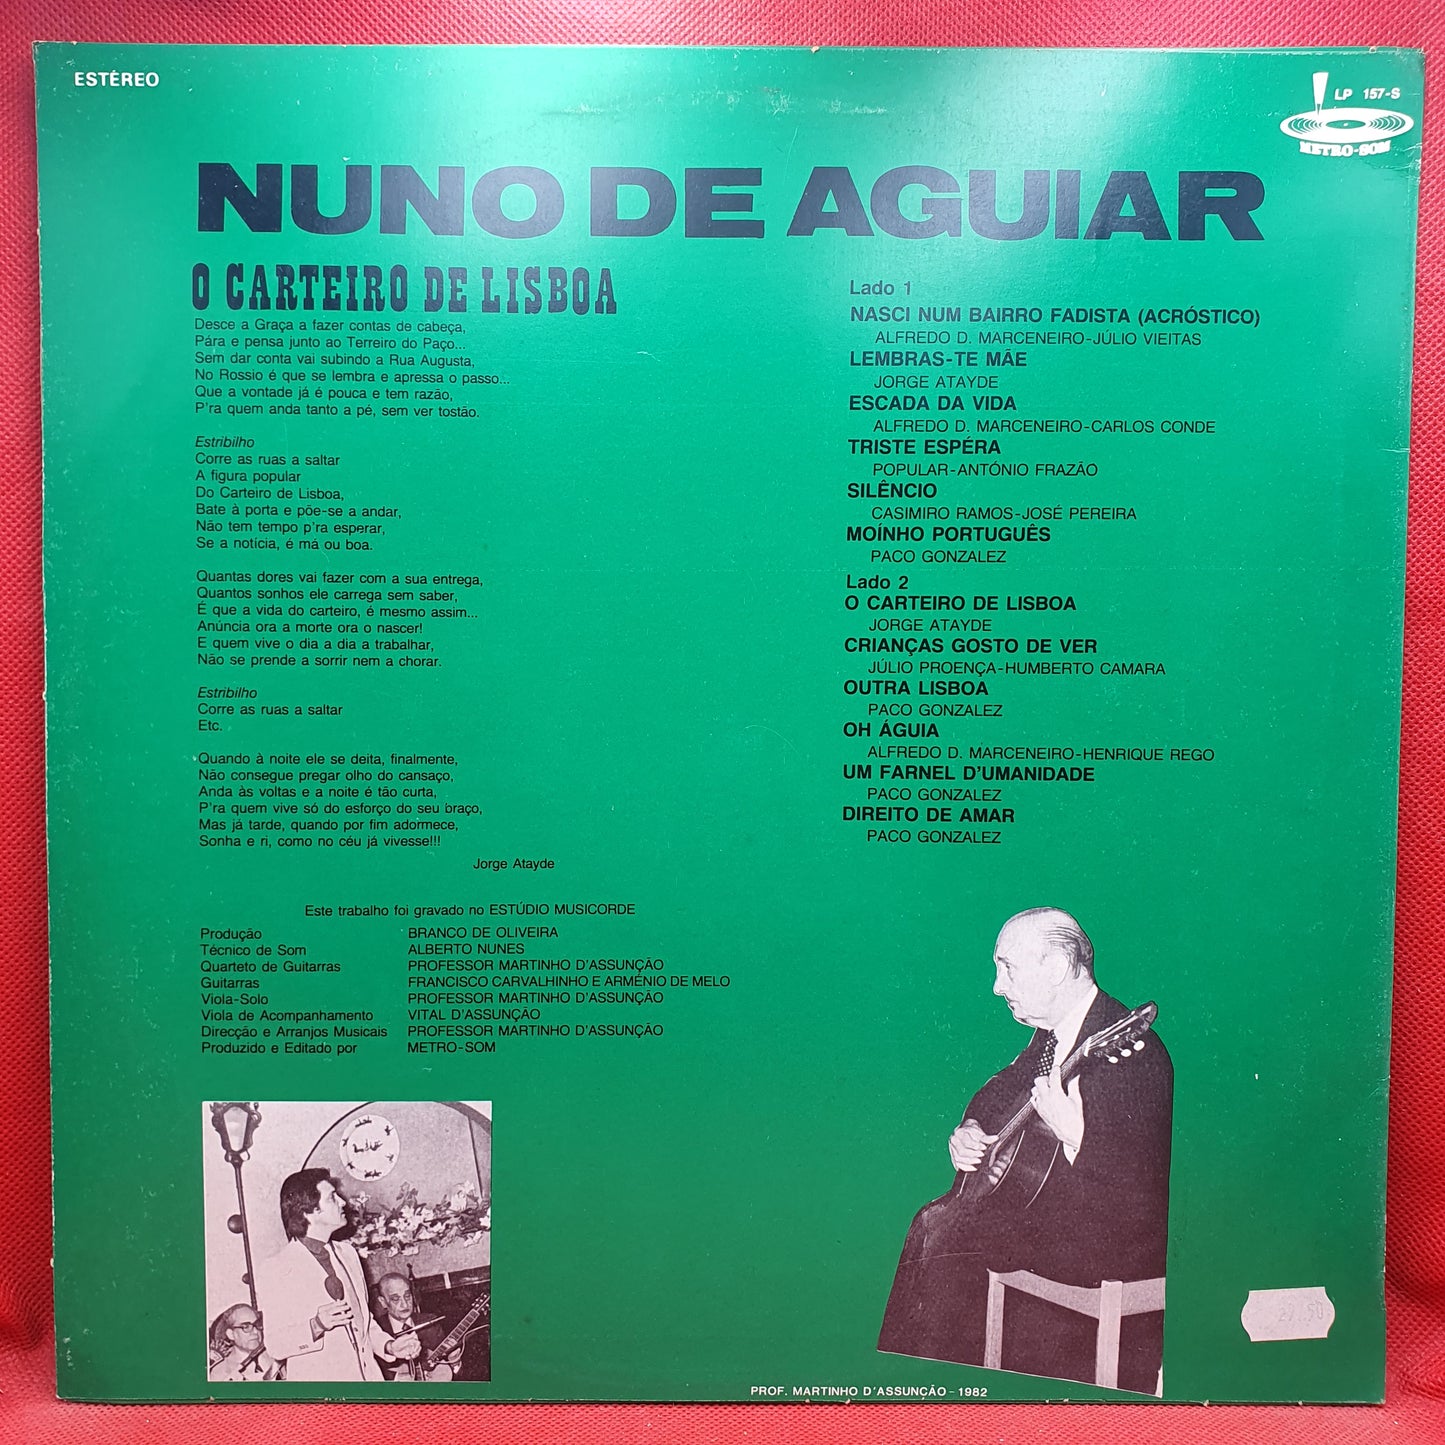 ESTÉREO
LP 157-S
METRO-SOM
NUNO DE AGUIAR
O CARTEIRO DE LISBOA
Desce a Graça a fazer contas de cabeça,
Pára e pensa junto ao Terreiro do Paço...
Sem dar conta vai subindo a Rua Augusta,
No Rossio é que se lembra e apressa o passo...
Que a vontade já é pouca e tem razão,
P'ra quem anda tanto a pé, sem ver tostão.
Estribilho
Corre as ruas a saltar
A figura popular
Do Carteiro de Lisboa,
Bate à porta e põe-se a andar,
Não tem tempo p'ra esperar,
Se a notícia, é má ou boa.
Quantas dores vai fazer com a sua entrega,
Quantos sonhos ele carrega sem saber,
É que a vida do carteiro, é mesmo assim...
Anúncia ora a morte ora o nascer!
E quem vive o dia a dia a trabalhar,
Não se prende a sorrir nem a chorar.
Estribilho
Corre as ruas a saltar
Etc.
Quando à noite ele se deita, finalmente,
Não consegue pregar olho do cansaço,
Anda às voltas e a noite é tão curta,
P'ra quem vive só do esforço do seu braço,
Mas já tarde, quando por fim adormece,
Sonha e ri, como no céu já vivesse!!!
Jorge Atayde
Este trabalho foi gravado no ESTÚDIO MUSICORDE
Produção BRANCO DE OLIVEIRA
Técnico de Som ALBERTO NUNES
Quarteto de Guitarras PROFESSOR MARTINHO D'ASSUNÇÃO
Guitarras FRANCISCO CARVALHINHO E ARMÉNIO DE MELO
Viola-Solo PROFESSOR MARTINHO D'ASSUNÇÃO
Viola de Acompanhamento VITAL D'ASSUNÇÃO
Direcção e Arranjos Musicais PROFESSOR MARTINHO D'ASSUNÇÃO
Produzido e Editado por METRO-SOM
Lado 1
NASCI NUM BAIRRO FADISTA (ACRÓSTICO)
ALFREDO D. MARCENEIRO-JÚLIO VIEITAS
LEMBRAS-TE MÃE
JORGE ATAYDE
ESCADA DA VIDA
ALFREDO D. MARCENEIRO-CARLOS CONDE
TRISTE ESPÉRA
POPULAR-ANTÓNIO FRAZÃO
SILÊNCIO
CASIMIRO RAMOS-JOSÉ PEREIRA
MOÍNHO PORTUGUÊS
PACO GONZALEZ
Lado 2
O CARTEIRO DE LISBOA
JORGE ATAYDE
CRIANÇAS GOSTO DE VER
JÚLIO PROENÇA-HUMBERTO CAMARA
OUTRA LISBOA
PACO GONZALEZ
OH ÁGUIA
ALFREDO D. MARCENEIRO-HENRIQUE REGO
UM FARNEL D'UMANIDADE
PACO GONZALEZ
DIREITO DE AMAR
PACO GONZALEZ
27.50
PROF. MARTINHO D'ASSUNÇÃO - 1982